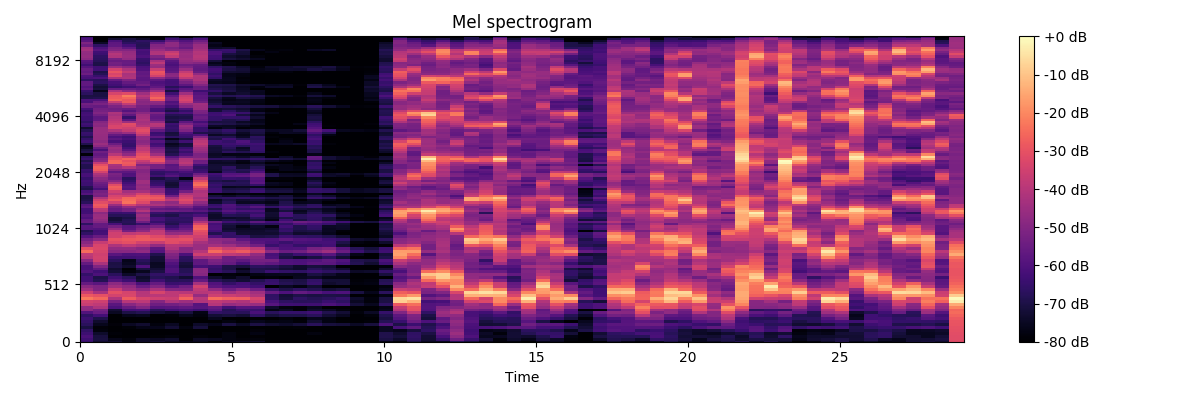 Mel spectrogram
Hz
8192
4096
2048
1024
512
0
0 5 10 15 20 25
Time
+0 dB
-10 dB
-20 dB
-30 dB
-40 dB
-50 dB
-60 dB
-70 dB
-80 dB